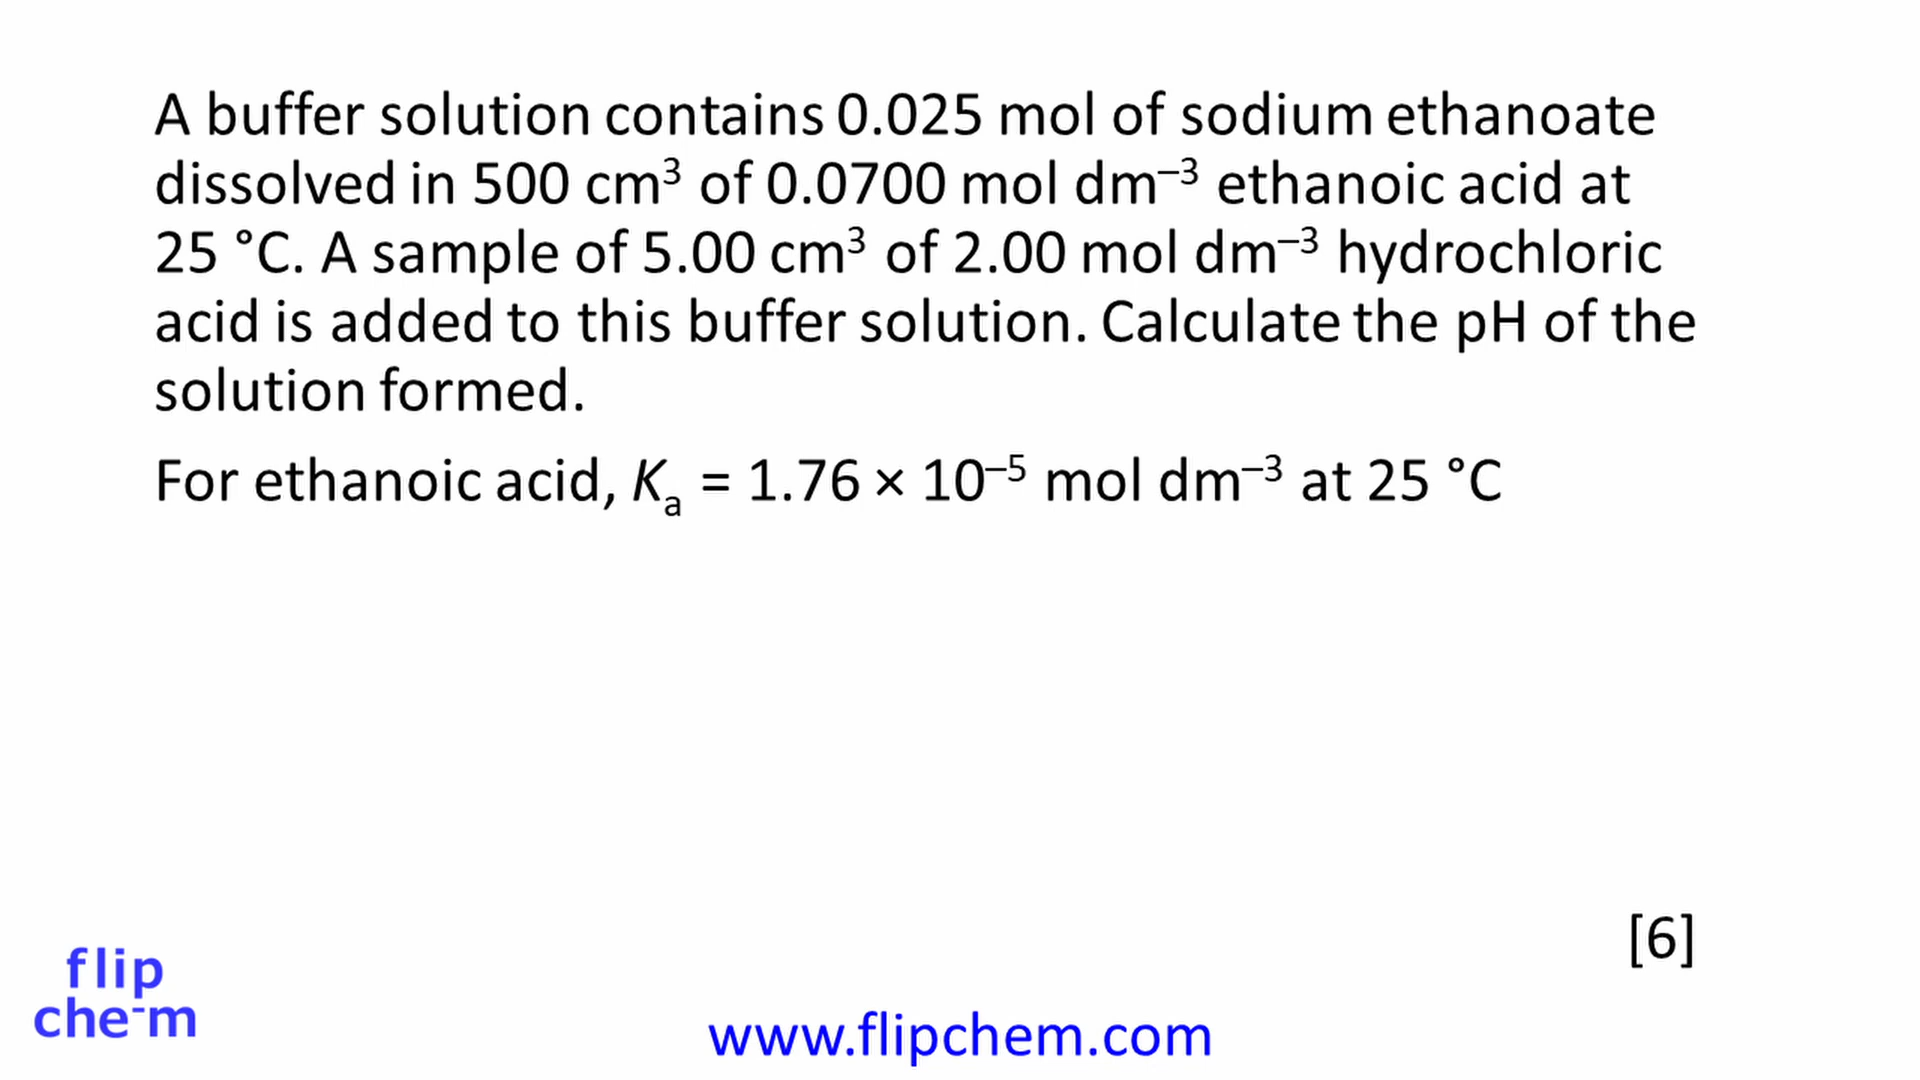 A buffer solution contains 0.025 mol of sodium ethanoate
dissolved in 500 cm³ of 0.0700 mol dm⁻³ ethanoic acid at
25 °C. A sample of 5.00 cm³ of 2.00 mol dm⁻³ hydrochloric
acid is added to this buffer solution. Calculate the pH of the
solution formed.
For ethanoic acid, Kₐ = 1.76 × 10⁻⁵ mol dm⁻³ at 25 °C
[6]
flip
che-m
www.flipchem.com